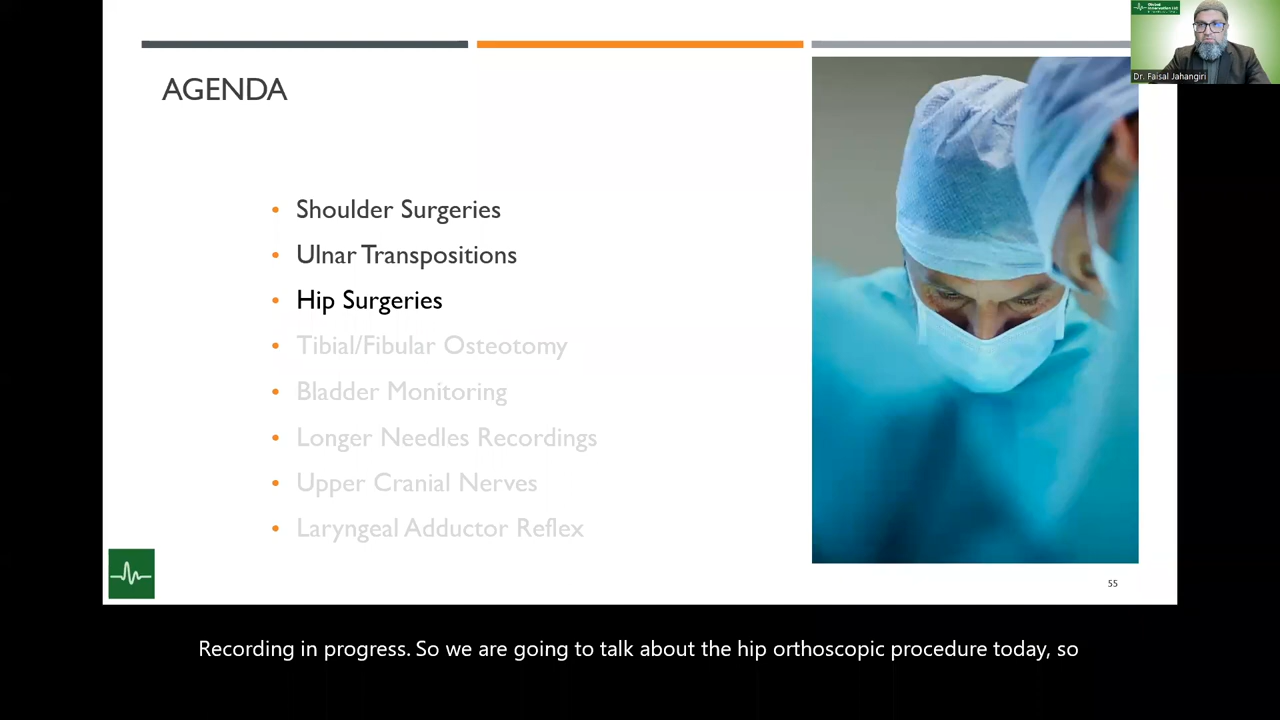 AGENDA
• Shoulder Surgeries
• Ulnar Transpositions
• Hip Surgeries
• Tibial/Fibular Osteotomy
• Bladder Monitoring
• Longer Needles Recordings
• Upper Cranial Nerves
• Laryngeal Adductor Reflex
55
Dr. Faisal Jahangiri
Recording in progress. So we are going to talk about the hip orthoscopic procedure today, so